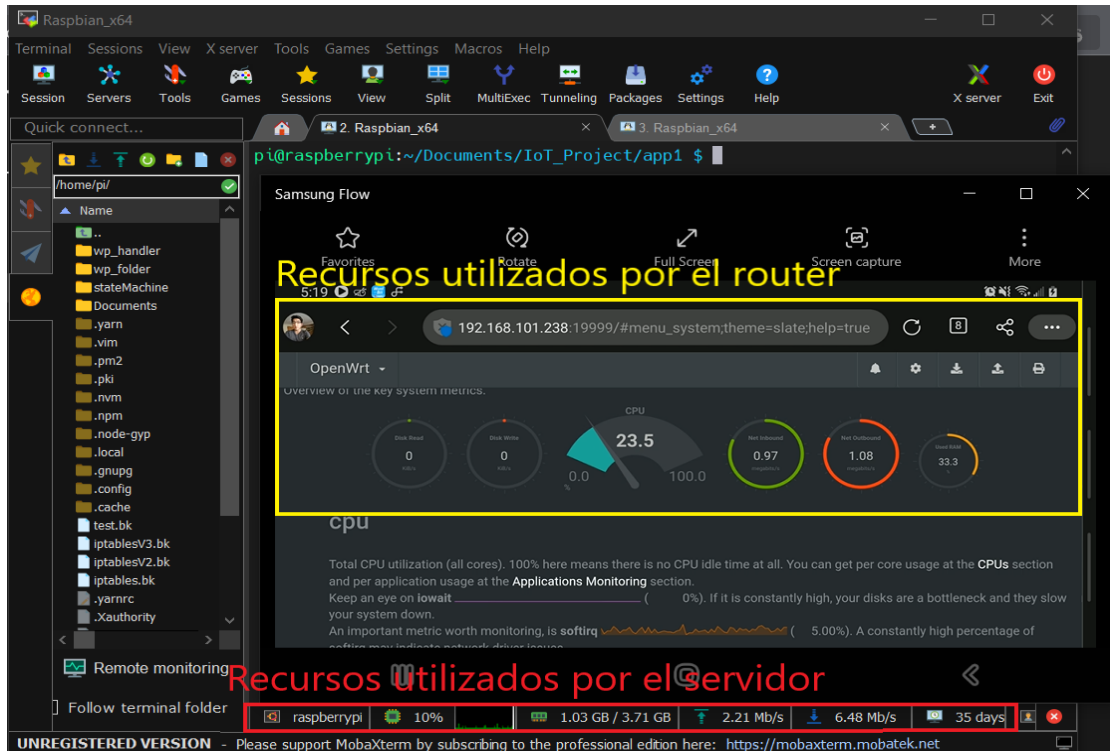 Raspbian_x64
Terminal Sessions View X server Tools Games Settings Macros Help
Session Servers Tools Games Sessions View Split MultiExec Tunneling Packages Settings Help X server Exit
Quick connect...
2. Raspbian_x64
3. Raspbian_x64
pi@raspberrypi:~/Documents/IoT_Project/app1 $
/home/pi/
Name
..
wp_handler
wp_folder
stateMachine
Documents
.yarn
.vim
.pm2
.pki
.nvm
.npm
.node-gyp
.local
.gnupg
.config
.cache
test.bk
iptablesV3.bk
iptablesV2.bk
iptables.bk
.yarnrc
.Xauthority
Remote monitoring
Follow terminal folder
Samsung Flow
Favorites Rotate Full Screen Screen capture More
Recursos utilizados por el router
5:19
192.168.101.238:19999/#menu_system;theme=slate;help=true
8
OpenWrt
Overview of the key system metrics.
Disk Read
0
Disk Write
0
CPU
23.5
0.0 100.0
%
Net Inbound
0.97
megabits/s
Net Outbound
1.08
megabits/s
Used RAM
33.3
%
cpu
Total CPU utilization (all cores). 100% here means there is no CPU idle time at all. You can get per core usage at the CPUs section
and per application usage at the Applications Monitoring section.
Keep an eye on iowait ( 0%). If it is constantly high, your disks are a bottleneck and they slow
your system down.
An important metric worth monitoring, is softirq ( 5.00%). A constantly high percentage of
softirq may indicate network driver issues.
Recursos utilizados por el servidor
raspberrypi 10% 1.03 GB / 3.71 GB 2.21 Mb/s 6.48 Mb/s 35 days
UNREGISTERED VERSION - Please support MobaXterm by subscribing to the professional edition here: https://mobaxterm.mobatek.net